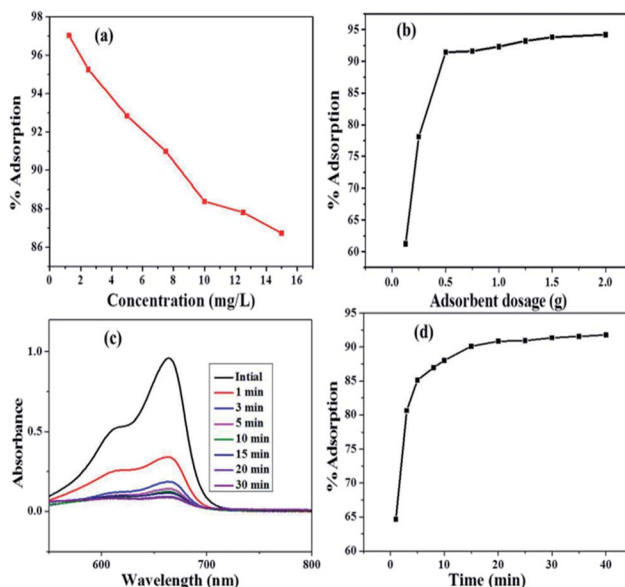 98
96
94
92
90
88
86
% Adsorption
(a)
0 2 4 6 8 10 12 14 16
Concentration (mg/L)
95
90
85
80
75
70
65
60
% Adsorption
(b)
0.0 0.5 1.0 1.5 2.0
Adsorbent dosage (g)
1.0
0.5
0.0
Absorbance
(c)
Intial
1 min
3 min
5 min
10 min
15 min
20 min
30 min
600 700 800
Wavelength (nm)
95
90
85
80
75
70
65
60
% Adsorption
(d)
0 10 20 30 40
Time (min)